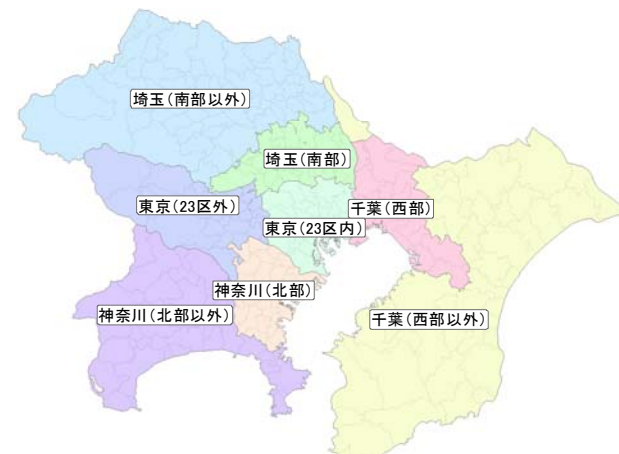 埼玉(南部以外)
埼玉(南部)
東京(23区外)
千葉(西部)
東京(23区内)
神奈川(北部)
神奈川(北部以外)
千葉(西部以外)